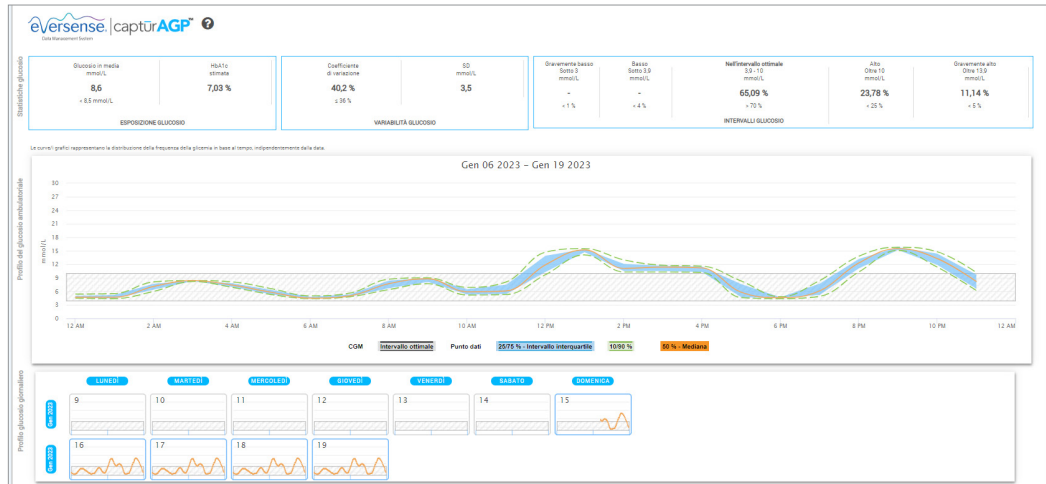 eversense. | captūrAGP™ ?
Data Management System
Statistiche glucosio
Glucosio in media
mmol/L
8,6
< 8,5 mmol/L
HbA1c
stimata
7,03 %
ESPOSIZIONE GLUCOSIO
Coefficiente
di variazione
40,2 %
≤ 36 %
SD
mmol/L
3,5
VARIABILITÀ GLUCOSIO
Gravemente basso
Sotto 3
mmol/L
-
< 1 %
Basso
Sotto 3,9
mmol/L
-
< 4 %
Nell'intervallo ottimale
3,9 - 10
mmol/L
65,09 %
> 70 %
Alto
Oltre 10
mmol/L
23,78 %
< 25 %
Gravemente alto
Oltre 13,9
mmol/L
11,14 %
< 5 %
INTERVALLI GLUCOSIO
Le curve/i grafici rappresentano la distribuzione della frequenza della glicemia in base al tempo, indipendentemente dalla data.
Profilo del glucosio ambulatoriale
Gen 06 2023 – Gen 19 2023
mmol/L
30
27
24
21
18
15
12
9
6
3
0
12 AM 2 AM 4 AM 6 AM 8 AM 10 AM 12 PM 2 PM 4 PM 6 PM 8 PM 10 PM 12 AM
CGM Intervallo ottimale Punto dati 25/75 % - Intervallo interquartile 10/90 % 50 % - Mediana
Profilo glucosio giornaliero
LUNEDÌ MARTEDÌ MERCOLEDÌ GIOVEDÌ VENERDÌ SABATO DOMENICA
Gen 2023
9 10 11 12 13 14 15
Gen 2023
16 17 18 19